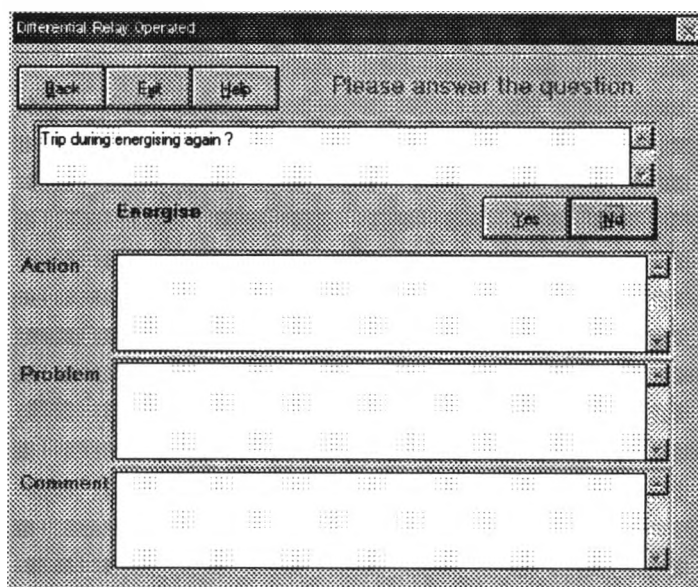 Differential Relay Operated
Back Exit Help Please answer the question
Trip during energising again ?
Energise Yes No
Action
Problem
Comment